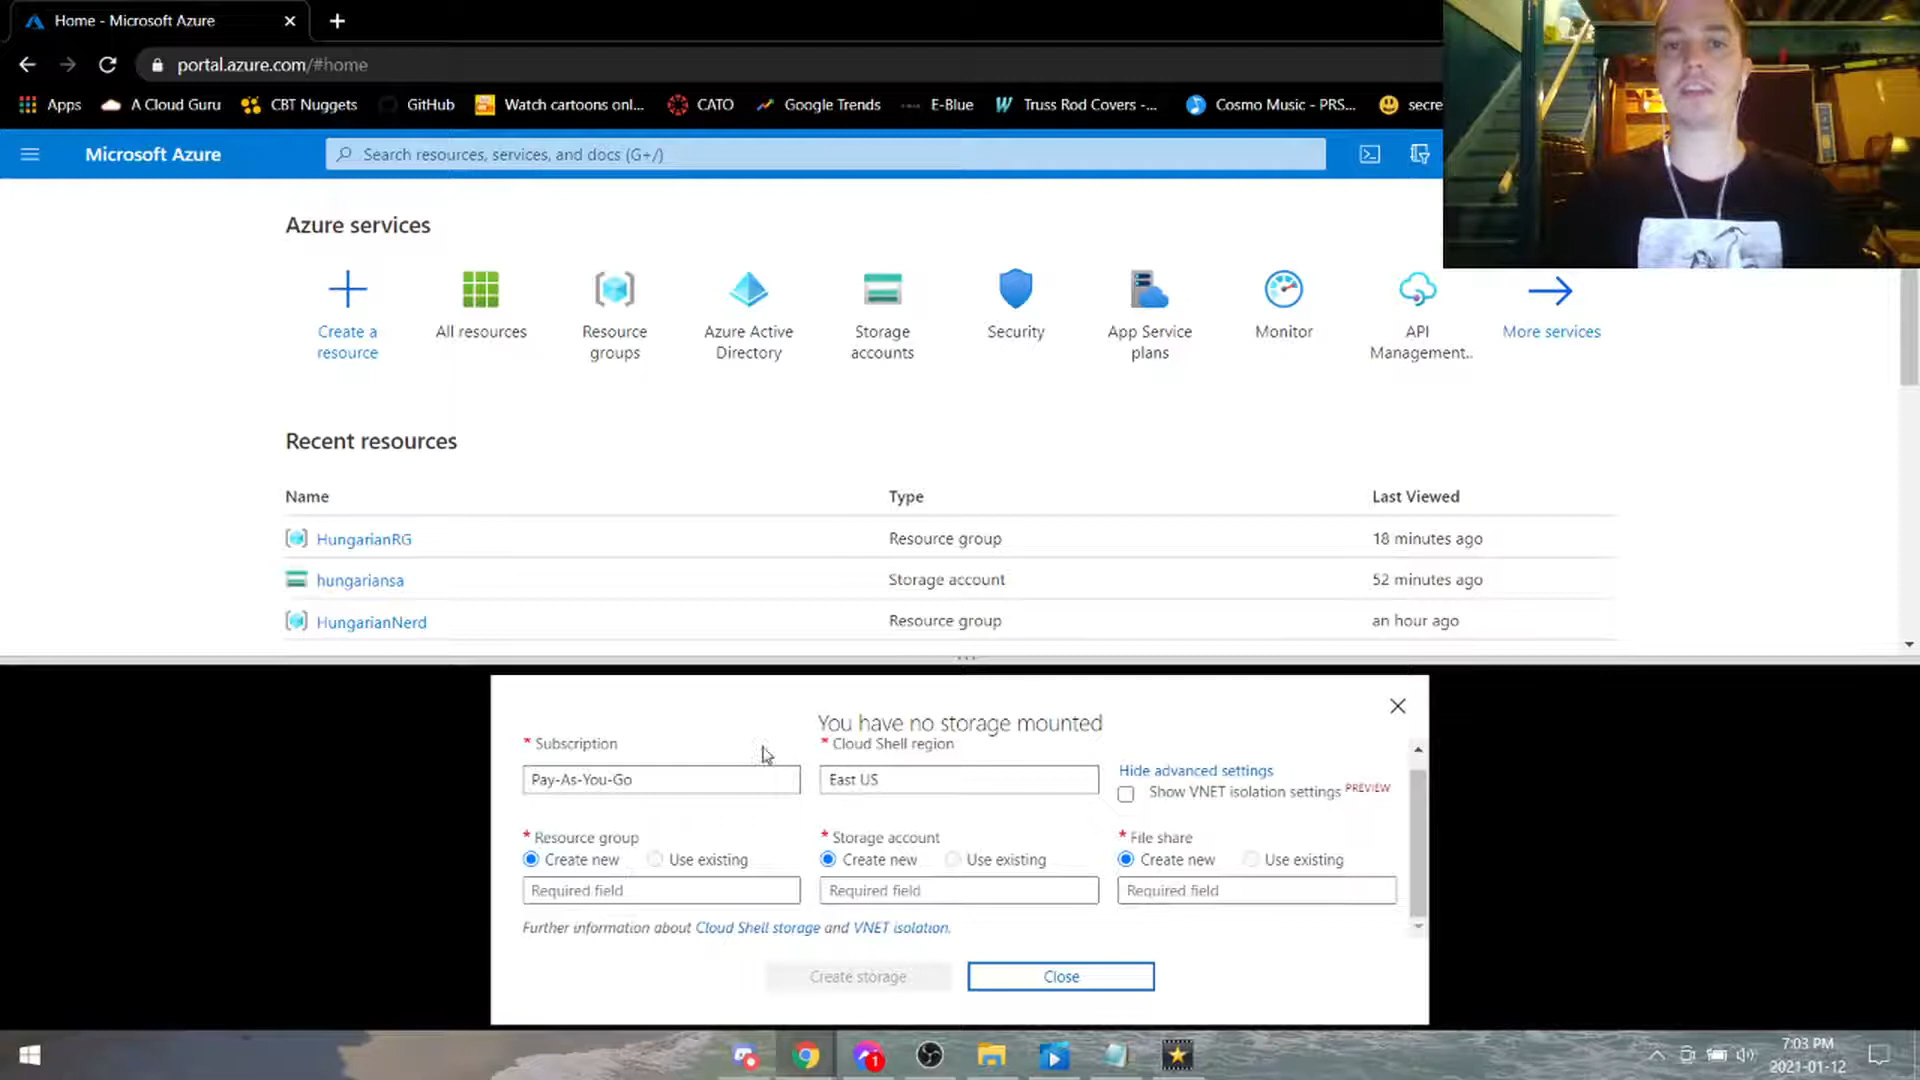 Home - Microsoft Azure
portal.azure.com/#home
Apps A Cloud Guru CBT Nuggets GitHub Watch cartoons onl... CATO Google Trends E-Blue Truss Rod Covers -... Cosmo Music - PRS... secre
Microsoft Azure Search resources, services, and docs (G+/)
Azure services
Create a resource
All resources
Resource groups
Azure Active Directory
Storage accounts
Security
App Service plans
Monitor
API Management...
More services
Recent resources
Name Type Last Viewed
HungarianRG Resource group 18 minutes ago
hungariansa Storage account 52 minutes ago
HungarianNerd Resource group an hour ago
You have no storage mounted
* Subscription * Cloud Shell region
Pay-As-You-Go East US
Hide advanced settings
Show VNET isolation settings PREVIEW
* Resource group * Storage account * File share
Create new Use existing Create new Use existing Create new Use existing
Required field Required field Required field
Further information about Cloud Shell storage and VNET isolation.
Create storage Close
1
7:03 PM
2021-01-12